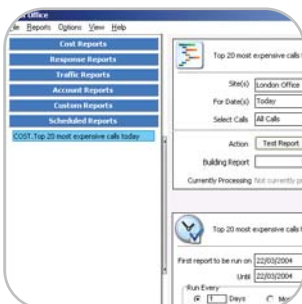 Office
Reports Options View Help
Cost Reports
Response Reports
Traffic Reports
Account Reports
Custom Reports
Scheduled Reports
COST.Top 20 most expensive calls today
Top 20 most expensive calls
Site(s) London Office
For Date(s) Today
Select Calls All Calls
Action Test Report
Building Report
Currently Processing Not currently
Top 20 most expensive calls
First report to be run on 22/03/2004
Until 22/03/2004
Run Every
1 Days